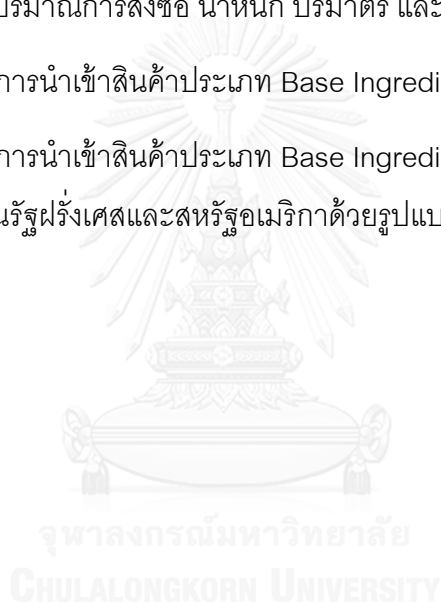 ปริมาณการสั่งซื้อ น้ำหนัก ปริมาตร และ
การนำเข้าสินค้าประเภท Base Ingredi
การนำเข้าสินค้าประเภท Base Ingredi
นรัฐฝรั่งเศสและสหรัฐอเมริกาด้วยรูปแบ
จุฬาลงกรณ์มหาวิทยาลัย
CHULALONGKORN UNIVERSITY